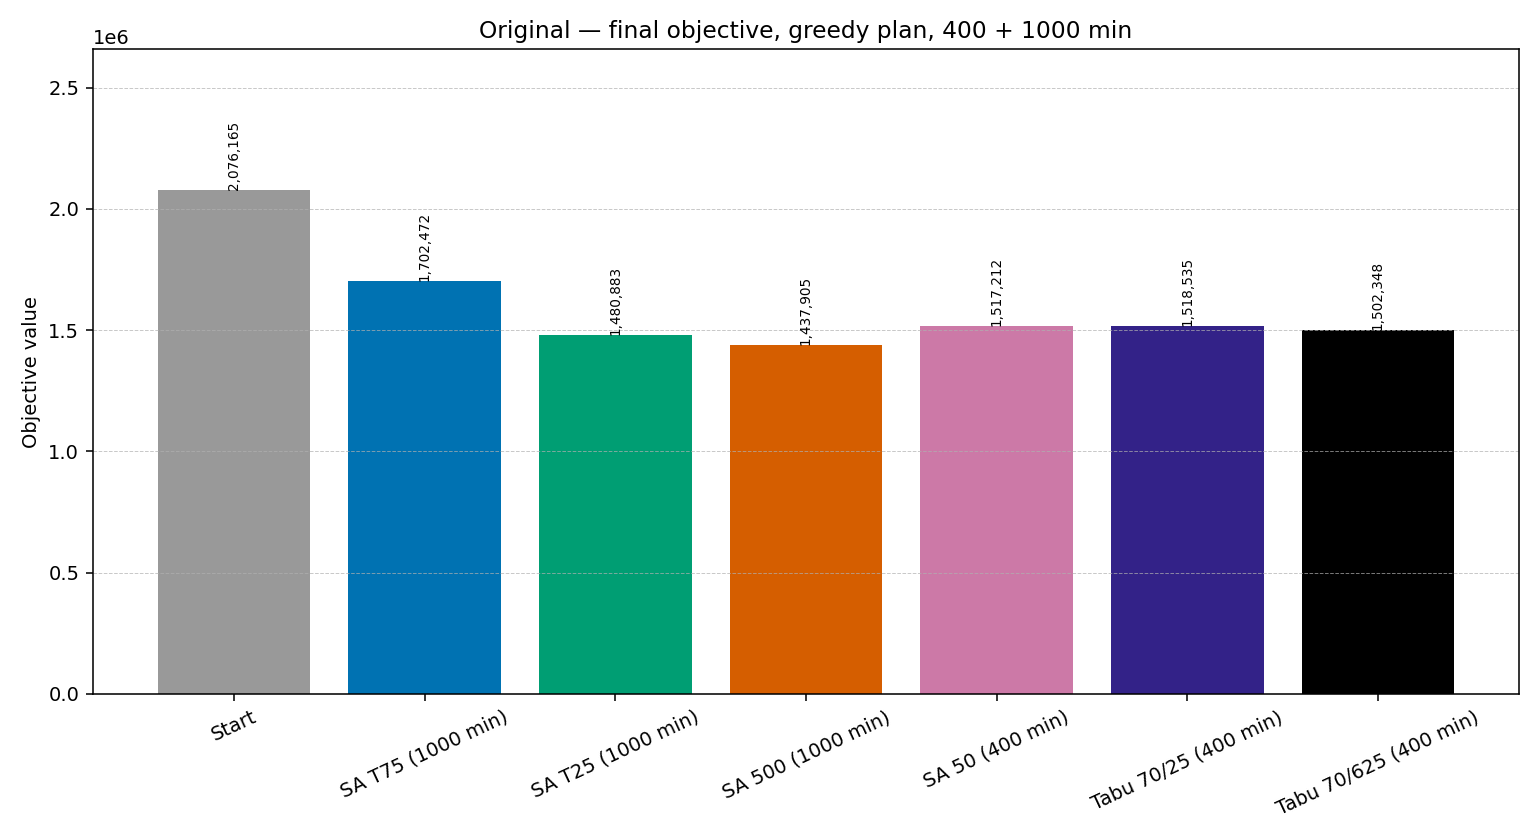 Original — final objective, greedy plan, 400 + 1000 min
1e6
Objective value
2.5
2.0
1.5
1.0
0.5
0.0
2,076,165
1,702,472
1,480,883
1,437,905
1,517,212
1,518,535
1,502,348
Start
SA T75 (1000 min)
SA T25 (1000 min)
SA 500 (1000 min)
SA 50 (400 min)
Tabu 70/25 (400 min)
Tabu 70/625 (400 min)